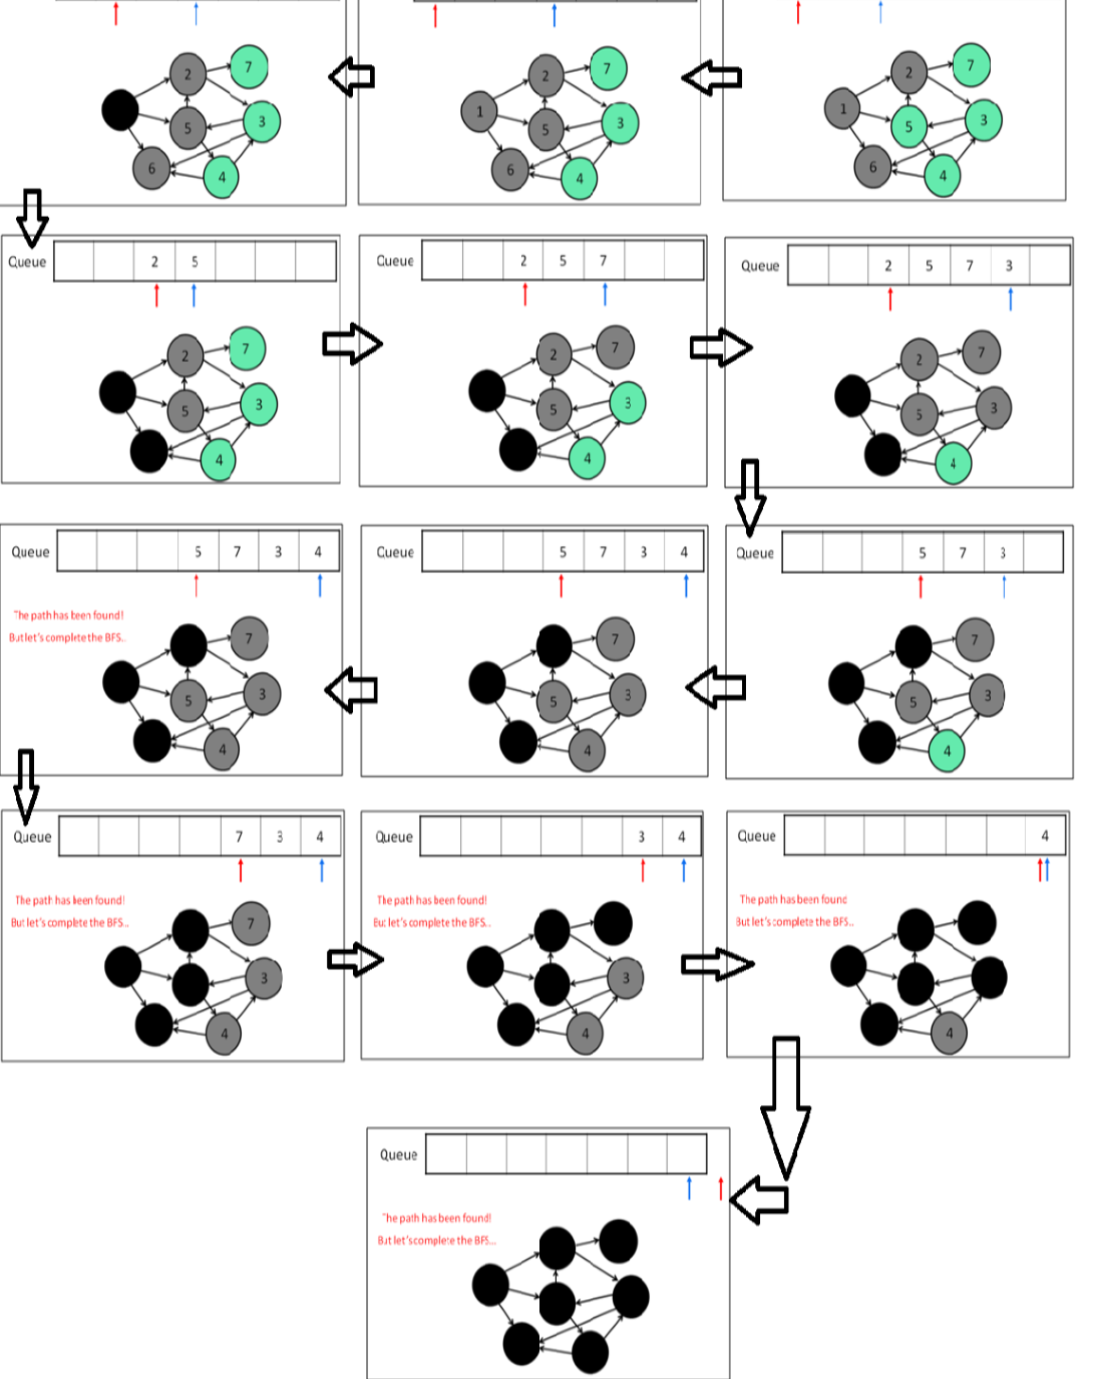 2 7
3
5
6
4
2 7
1
3
5
6
4
2 7
1
3
5
6
4
Queue 2 5
2 7
3
5
4
Cueue 2 5 7
2 7
3
5
4
Queue 2 5 7 3
2 7
3
5
4
Queue 5 7 3 4
The path has been found!
But let's complete the BFS..
7
3
5
4
Cueue 5 7 3 4
7
3
5
4
Queue 5 7 3
7
3
5
4
Queue 7 3 4
The path has been found!
But let's complete the BFS...
7
3
4
Queue 3 4
The path has been found!
But let's complete the BFS...
3
4
Queue 4
The path has been found
But let's complete the BFS...
4
Queue
The path has been found!
But let's complete the BFS...